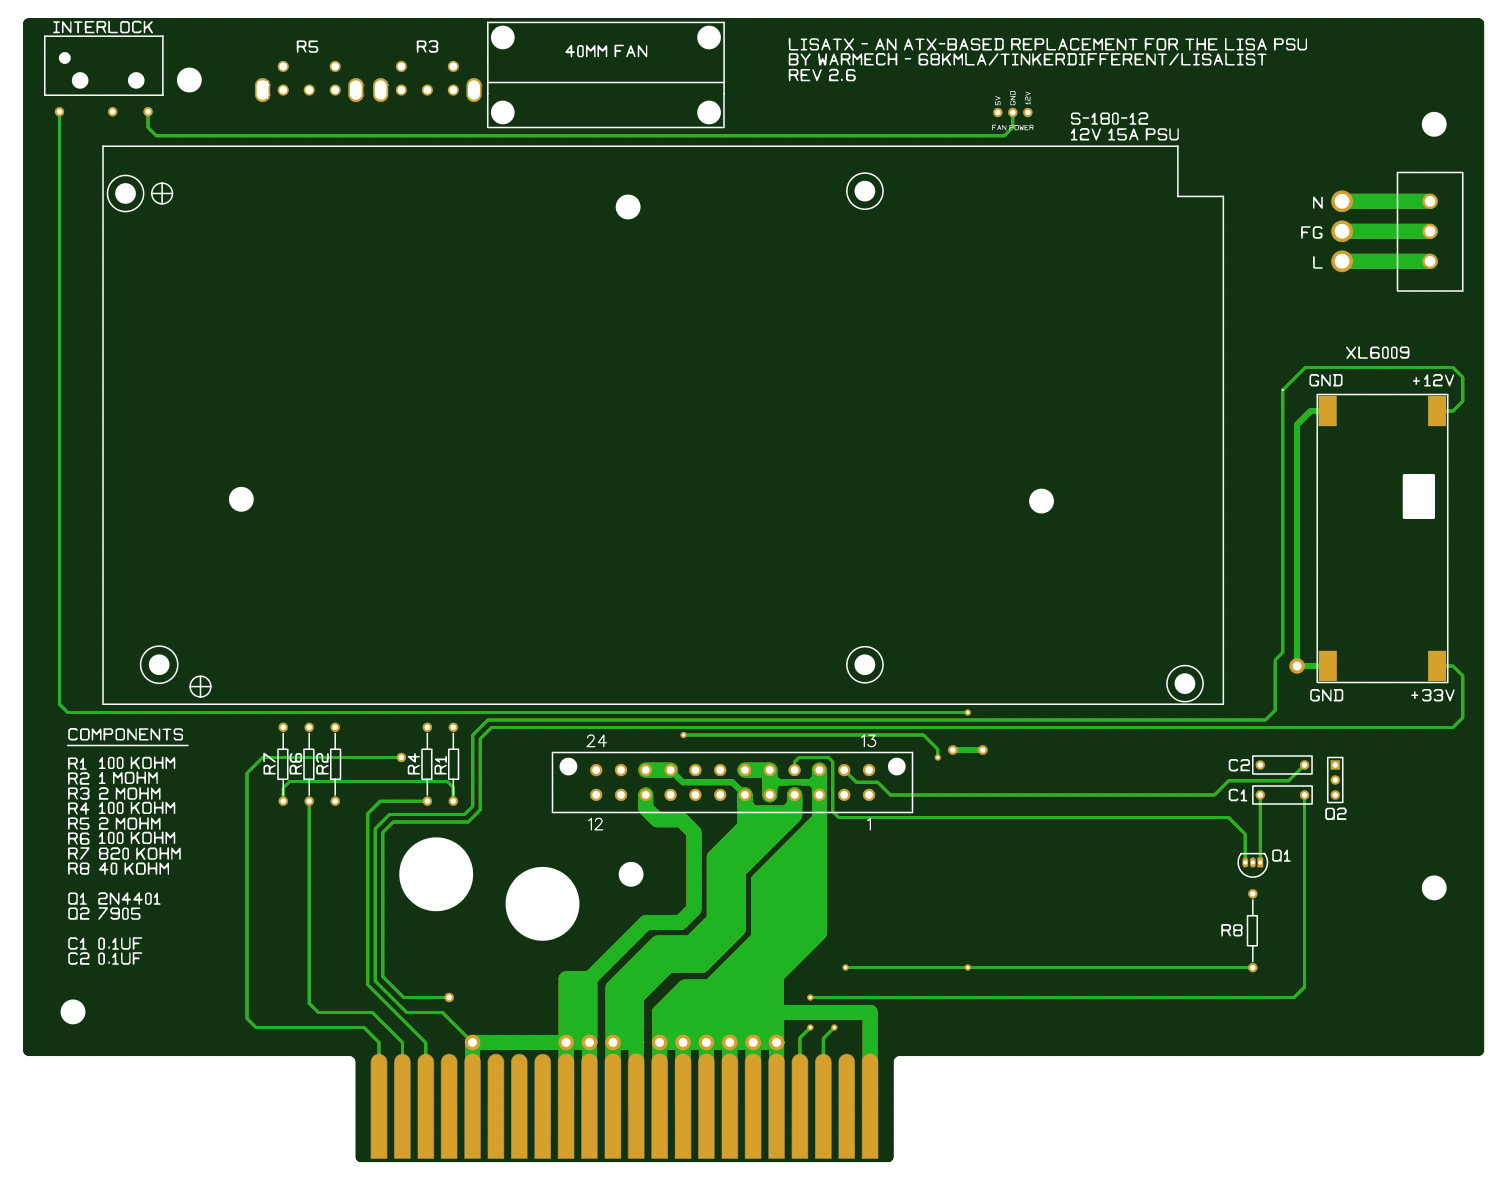 INTERLOCK
R5
R3
40MM FAN
LISATX - AN ATX-BASED REPLACEMENT FOR THE LISA PSU
BY WARMECH - 68KMLA/TINKERDIFFERENT/LISALIST
REV 2.6
5V
GND
12V
FAN POWER
S-180-12
12V 15A PSU
N
FG
L
XL6009
GND
+12V
GND
+33V
COMPONENTS
R1 100 KOHM
R2 1 MOHM
R3 2 MOHM
R4 100 KOHM
R5 2 MOHM
R6 100 KOHM
R7 820 KOHM
R8 40 KOHM
Q1 2N4401
Q2 7905
C1 0.1UF
C2 0.1UF
R7
R6
R2
R4
R1
24
13
12
1
C2
C1
Q2
Q1
R8